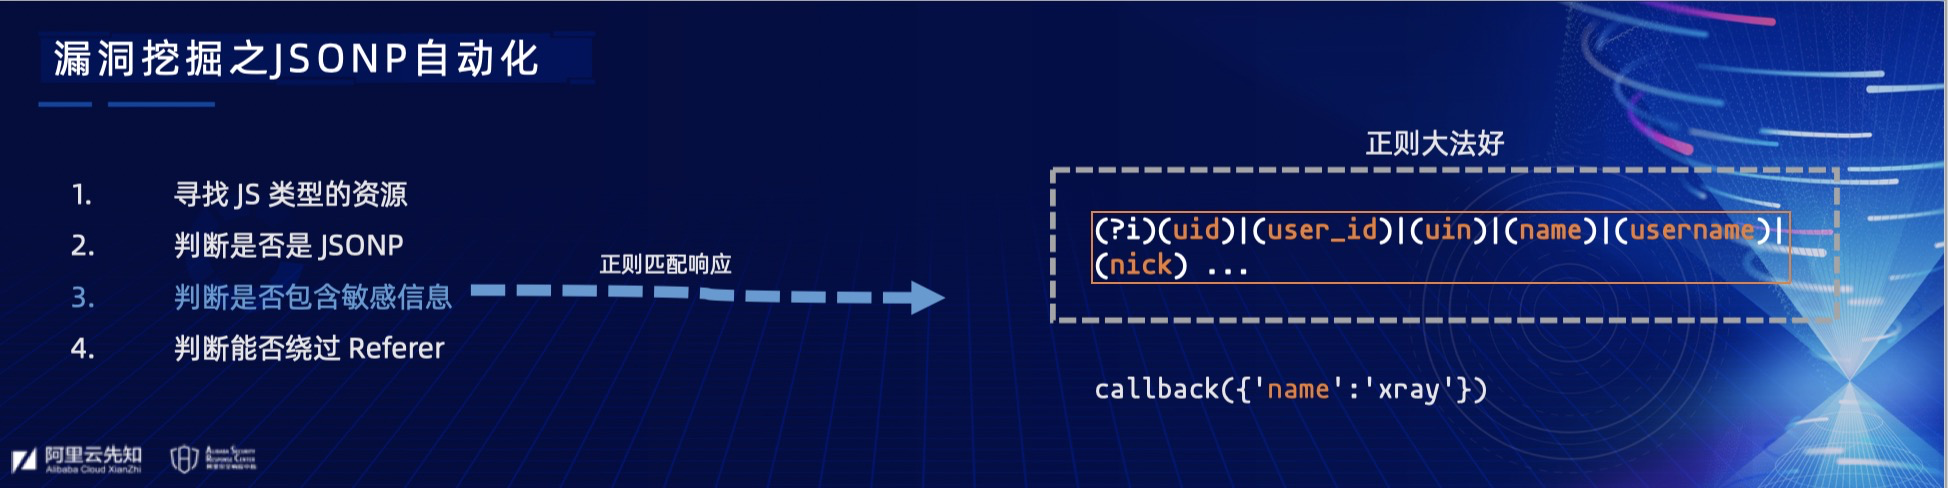 漏洞挖掘之JSONP自动化
1. 寻找 JS 类型的资源
2. 判断是否是 JSONP
3. 判断是否包含敏感信息
4. 判断能否绕过 Referer
正则匹配响应
正则大法好
(?i)(uid)|(user_id)|(uin)|(name)|(username)|
(nick) ...
callback({'name':'xray'})
阿里云先知
Alibaba Cloud XianZhi
Alibaba Security
Response Center